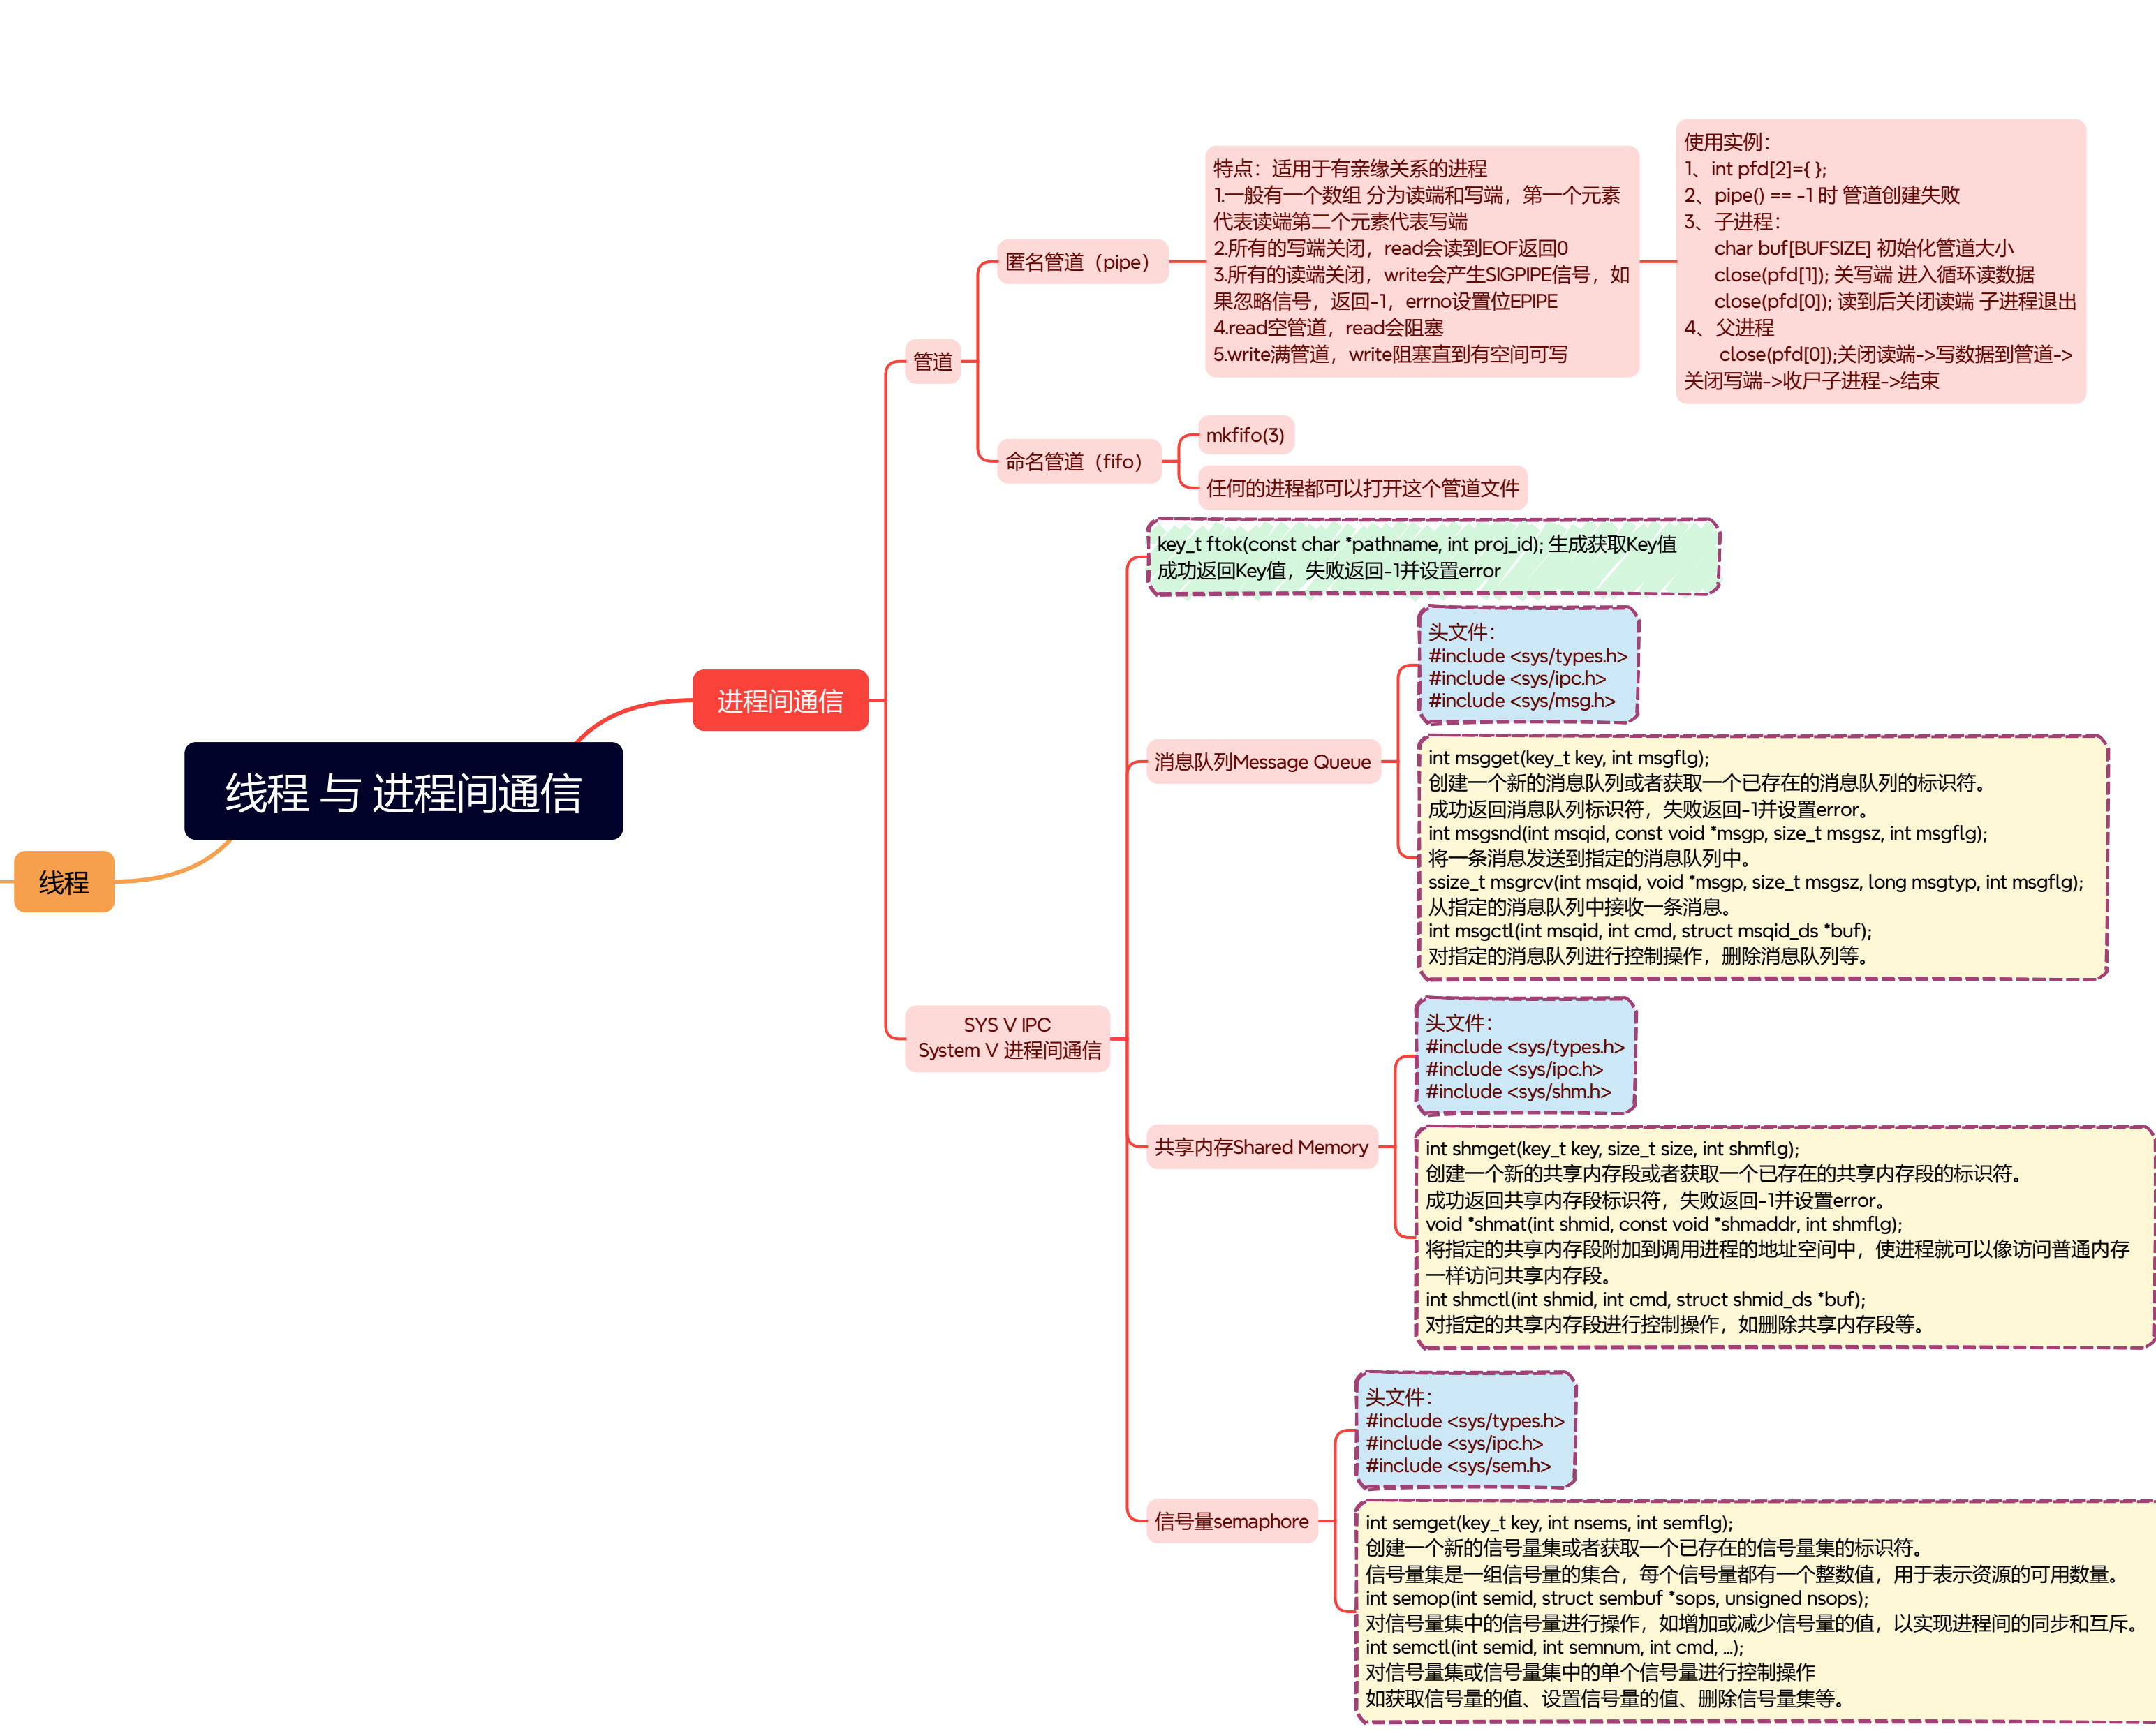 线程 与 进程间通信
线程
进程间通信
管道
匿名管道（pipe）
特点：适用于有亲缘关系的进程
1.一般有一个数组 分为读端和写端，第一个元素
代表读端第二个元素代表写端
2.所有的写端关闭，read会读到EOF返回0
3.所有的读端关闭，write会产生SIGPIPE信号，如
果忽略信号，返回-1，errno设置位EPIPE
4.read空管道，read会阻塞
5.write满管道，write阻塞直到有空间可写
使用实例：
1、int pfd[2]={ };
2、pipe() == -1 时 管道创建失败
3、子进程：
char buf[BUFSIZE] 初始化管道大小
close(pfd[1]); 关写端 进入循环读数据
close(pfd[0]); 读到后关闭读端 子进程退出
4、父进程
close(pfd[0]);关闭读端->写数据到管道->
关闭写端->收尸子进程->结束
命名管道（fifo）
mkfifo(3)
任何的进程都可以打开这个管道文件
SYS V IPC
System V 进程间通信
key_t ftok(const char *pathname, int proj_id); 生成获取Key值
成功返回Key值，失败返回-1并设置error
消息队列Message Queue
头文件：
#include <sys/types.h>
#include <sys/ipc.h>
#include <sys/msg.h>
int msgget(key_t key, int msgflg);
创建一个新的消息队列或者获取一个已存在的消息队列的标识符。
成功返回消息队列标识符，失败返回-1并设置error。
int msgsnd(int msqid, const void *msgp, size_t msgsz, int msgflg);
将一条消息发送到指定的消息队列中。
ssize_t msgrcv(int msqid, void *msgp, size_t msgsz, long msgtyp, int msgflg);
从指定的消息队列中接收一条消息。
int msgctl(int msqid, int cmd, struct msqid_ds *buf);
对指定的消息队列进行控制操作，删除消息队列等。
共享内存Shared Memory
头文件：
#include <sys/types.h>
#include <sys/ipc.h>
#include <sys/shm.h>
int shmget(key_t key, size_t size, int shmflg);
创建一个新的共享内存段或者获取一个已存在的共享内存段的标识符。
成功返回共享内存段标识符，失败返回-1并设置error。
void *shmat(int shmid, const void *shmaddr, int shmflg);
将指定的共享内存段附加到调用进程的地址空间中，使进程就可以像访问普通内存
一样访问共享内存段。
int shmctl(int shmid, int cmd, struct shmid_ds *buf);
对指定的共享内存段进行控制操作，如删除共享内存段等。
信号量semaphore
头文件：
#include <sys/types.h>
#include <sys/ipc.h>
#include <sys/sem.h>
int semget(key_t key, int nsems, int semflg);
创建一个新的信号量集或者获取一个已存在的信号量集的标识符。
信号量集是一组信号量的集合，每个信号量都有一个整数值，用于表示资源的可用数量。
int semop(int semid, struct sembuf *sops, unsigned nsops);
对信号量集中的信号量进行操作，如增加或减少信号量的值，以实现进程间的同步和互斥。
int semctl(int semid, int semnum, int cmd, ...);
对信号量集或信号量集中的单个信号量进行控制操作
如获取信号量的值、设置信号量的值、删除信号量集等。